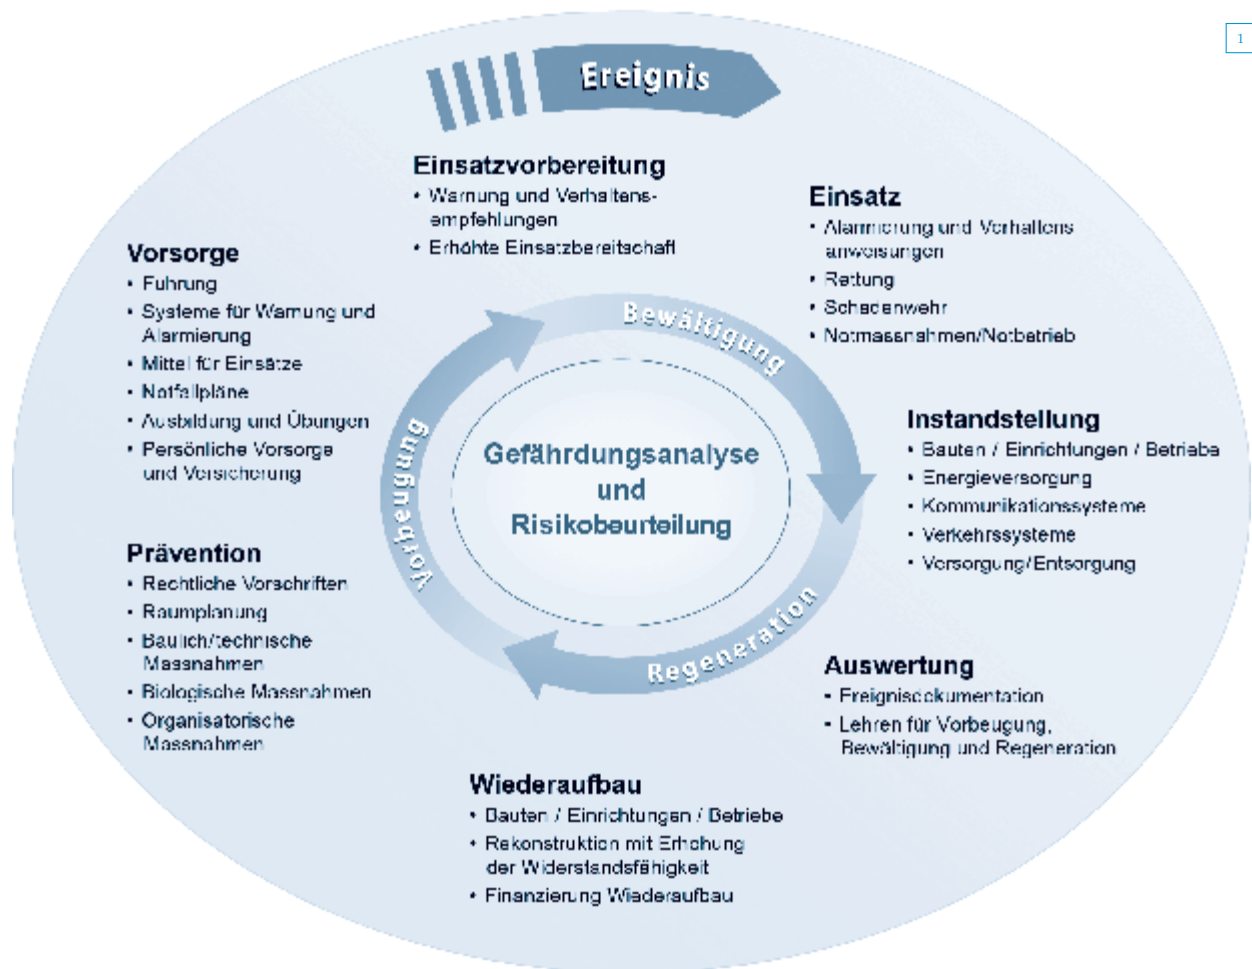 1
Ereignis
Einsatzvorbereitung
• Warnung und Verhaltens-
empfehlungen
• Erhöhte Einsatzbereitschaft
Einsatz
• Alarmierung und Verhaltens
anweisungen
• Rettung
• Schadenwehr
• Notmassnahmen/Notbetrieb
Vorsorge
• Führung
• Systeme für Warnung und
Alarmierung
• Mittel für Einsätze
• Notfallpläne
• Ausbildung und Übungen
• Persönliche Vorsorge
und Versicherung
Bewältigung
Vorbeugung
Regeneration
Gefährdungsanalyse
und
Risikobeurteilung
Instandstellung
• Bauten / Einrichtungen / Betriebe
• Energieversorgung
• Kommunikationssysteme
• Verkehrssysteme
• Versorgung/Entsorgung
Prävention
• Rechtliche Vorschriften
• Raumplanung
• Baulich/technische
Massnahmen
• Biologische Massnahmen
• Organisatorische
Massnahmen
Auswertung
• Ereignisdokumentation
• Lehren für Vorbeugung,
Bewältigung und Regeneration
Wiederaufbau
• Bauten / Einrichtungen / Betriebe
• Rekonstruktion mit Erhöhung
der Widerstandsfähigkeit
• Finanzierung Wiederaufbau